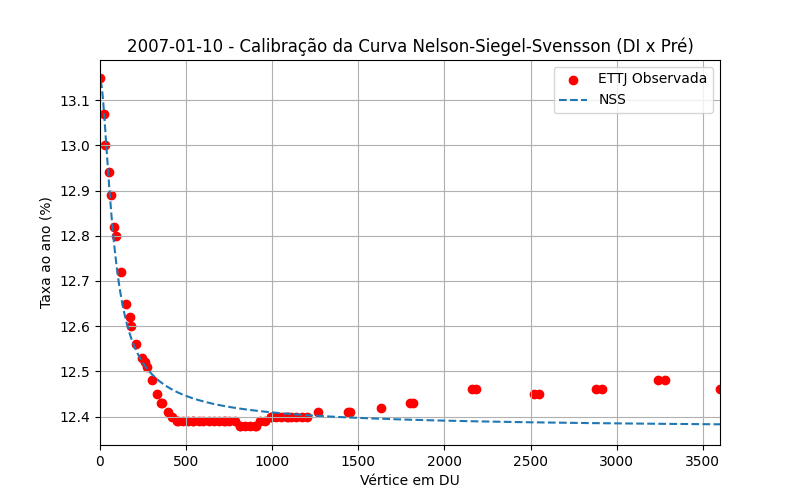 2007-01-10 - Calibração da Curva Nelson-Siegel-Svensson (DI x Pré)
ETTJ Observada
NSS
Taxa ao ano (%)
13.1
13.0
12.9
12.8
12.7
12.6
12.5
12.4
0 500 1000 1500 2000 2500 3000 3500
Vértice em DU